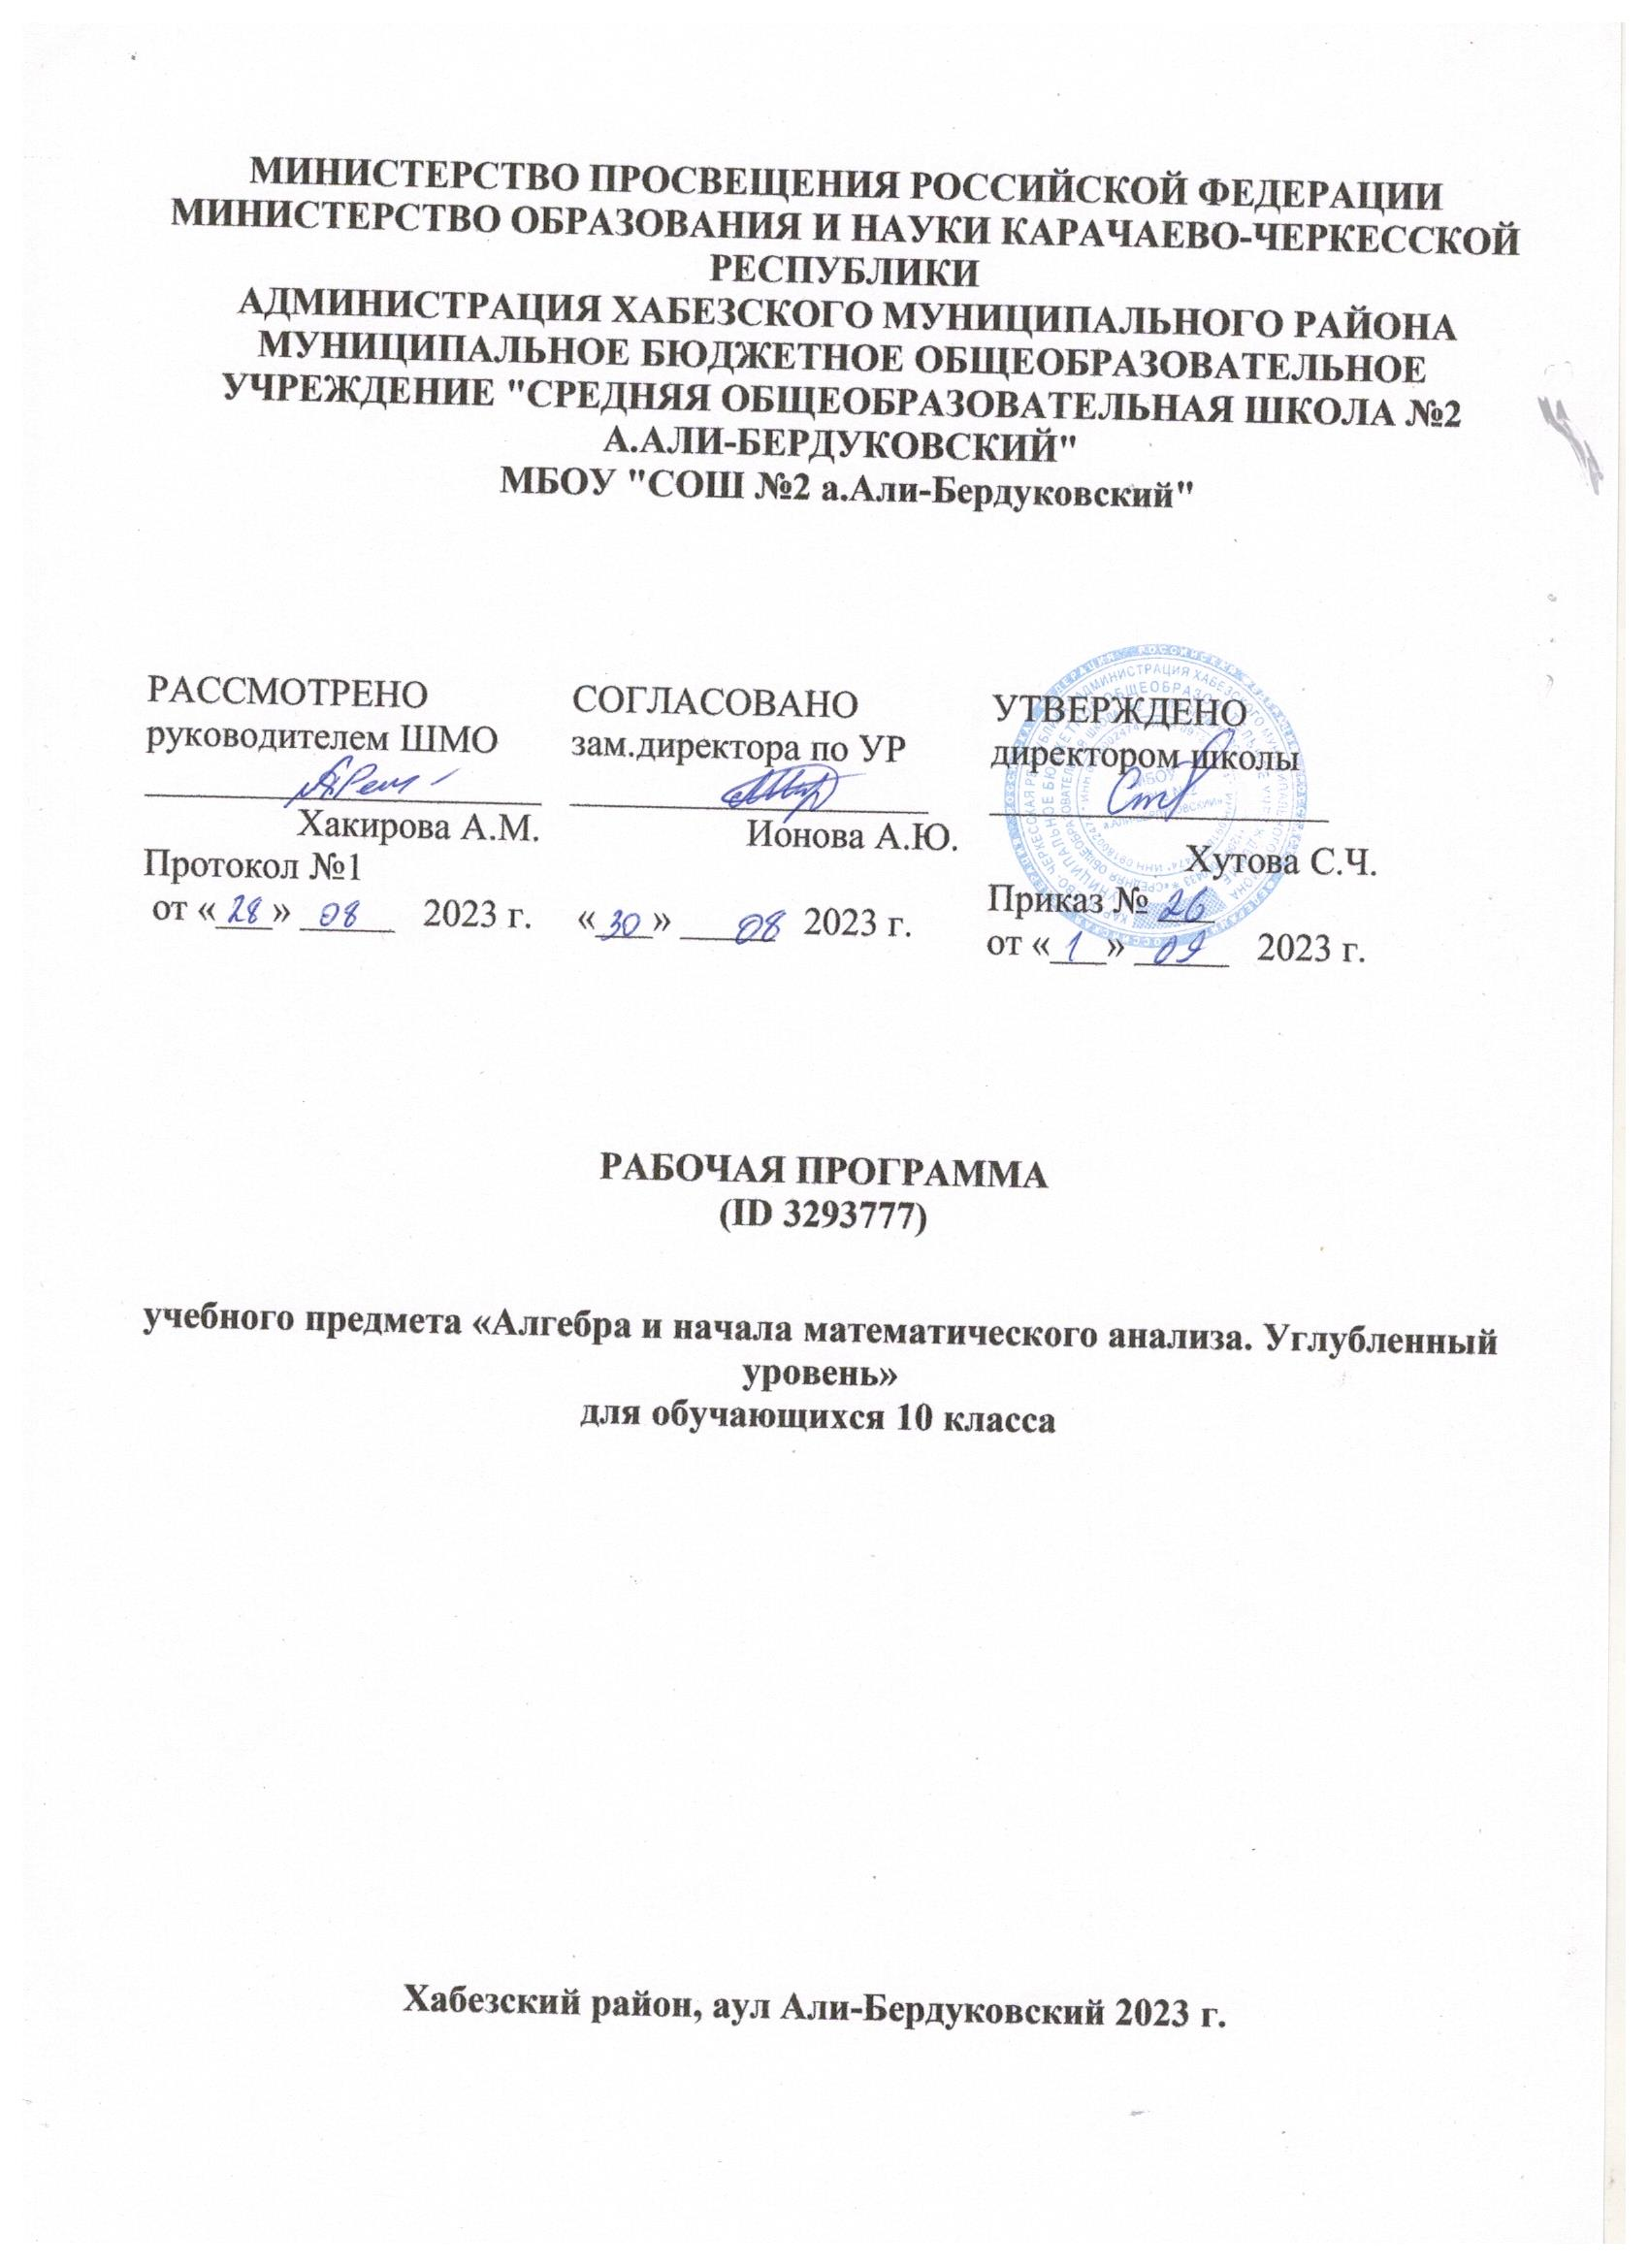 МИНИСТЕРСТВО ПРОСВЕЩЕНИЯ РОССИЙСКОЙ ФЕДЕРАЦИИ
МИНИСТЕРСТВО ОБРАЗОВАНИЯ И НАУКИ КАРАЧАЕВО-ЧЕРКЕССКОЙ
РЕСПУБЛИКИ
АДМИНИСТРАЦИЯ ХАБЕЗСКОГО МУНИЦИПАЛЬНОГО РАЙОНА
МУНИЦИПАЛЬНОЕ БЮДЖЕТНОЕ ОБЩЕОБРАЗОВАТЕЛЬНОЕ
УЧРЕЖДЕНИЕ "СРЕДНЯЯ ОБЩЕОБРАЗОВАТЕЛЬНАЯ ШКОЛА №2
А.АЛИ-БЕРДУКОВСКИЙ"
МБОУ "СОШ №2 а.Али-Бердуковский"
РАССМОТРЕНО
руководителем ШМО
Хакирова А.М.
Протокол №1
от «28» 08 2023 г.
СОГЛАСОВАНО
зам.директора по УР
Ионова А.Ю.
«30» 08 2023 г.
УТВЕРЖДЕНО
директором школы
Хутова С.Ч.
Приказ № 26
от «1» 09 2023 г.
РАБОЧАЯ ПРОГРАММА
(ID 3293777)
учебного предмета «Алгебра и начала математического анализа. Углубленный
уровень»
для обучающихся 10 класса
Хабезский район, аул Али-Бердуковский 2023 г.